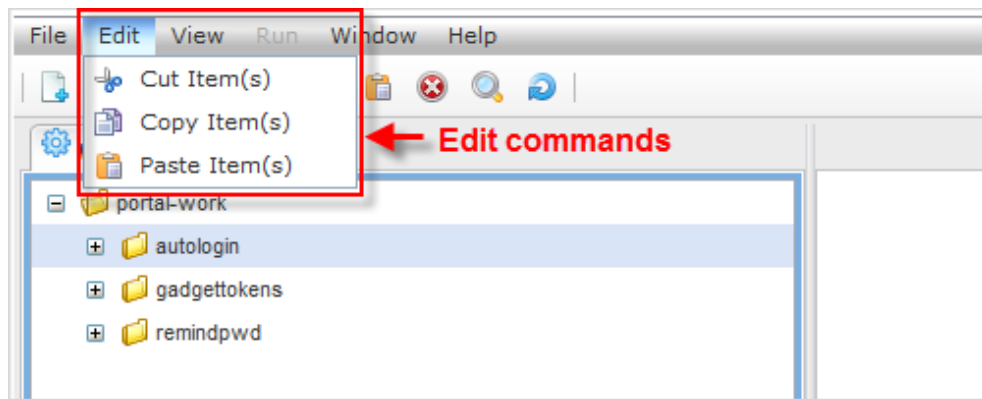 File Edit View Run Window Help
Cut Item(s)
Copy Item(s)
Edit commands
Paste Item(s)
portal-work
autologin
gadgettokens
remindpwd